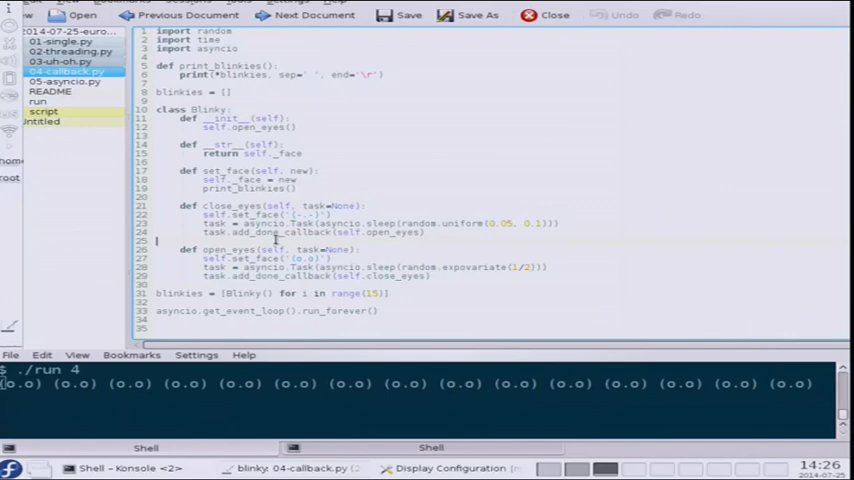 Open Previous Document Next Document Save Save As Close Undo Redo
2014-07-25-euro...
01-single.py
02-threading.py
03-uh-oh.py
04-callback.py
05-asyncio.py
README
run
script
Untitled
home
root
1 import random
2 import time
3 import asyncio
4
5 def print_blinkies():
6 print(*blinkies, sep=' ', end='\r')
7
8 blinkies = []
9
10 class Blinky:
11 def __init__(self):
12 self.open_eyes()
13
14 def __str__(self):
15 return self._face
16
17 def set_face(self, new):
18 self._face = new
19 print_blinkies()
20
21 def close_eyes(self, task=None):
22 self.set_face('(-.-)')
23 task = asyncio.Task(asyncio.sleep(random.uniform(0.05, 0.1)))
24 task.add_done_callback(self.open_eyes)
25
26 def open_eyes(self, task=None):
27 self.set_face('(o.o)')
28 task = asyncio.Task(asyncio.sleep(random.expovariate(1/2)))
29 task.add_done_callback(self.close_eyes)
30
31 blinkies = [Blinky() for i in range(15)]
32
33 asyncio.get_event_loop().run_forever()
34
35
File Edit View Bookmarks Settings Help
$ ./run 4
(o.o) (o.o) (o.o) (o.o) (o.o) (o.o) (o.o) (o.o) (o.o) (o.o) (o.o) (o.o) (o.o) (o.o) (o.o)
Shell Shell
Shell – Konsole <2> blinky: 04-callback.py (2 Display Configuration 14:26
2014-07-25